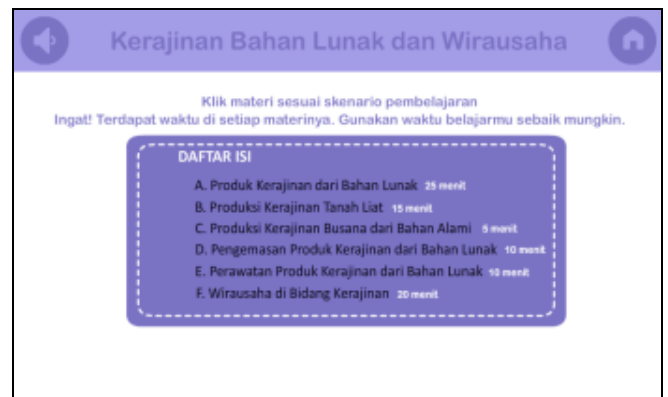 Kerajinan Bahan Lunak dan Wirausaha
Klik materi sesuai skenario pembelajaran
Ingat! Terdapat waktu di setiap materinya. Gunakan waktu belajarmu sebaik mungkin.
DAFTAR ISI
A. Produk Kerajinan dari Bahan Lunak 25 menit
B. Produksi Kerajinan Tanah Liat 15 menit
C. Produksi Kerajinan Busana dari Bahan Alami 5 menit
D. Pengemasan Produk Kerajinan dari Bahan Lunak 10 menit
E. Perawatan Produk Kerajinan dari Bahan Lunak 10 menit
F. Wirausaha di Bidang Kerajinan 20 menit